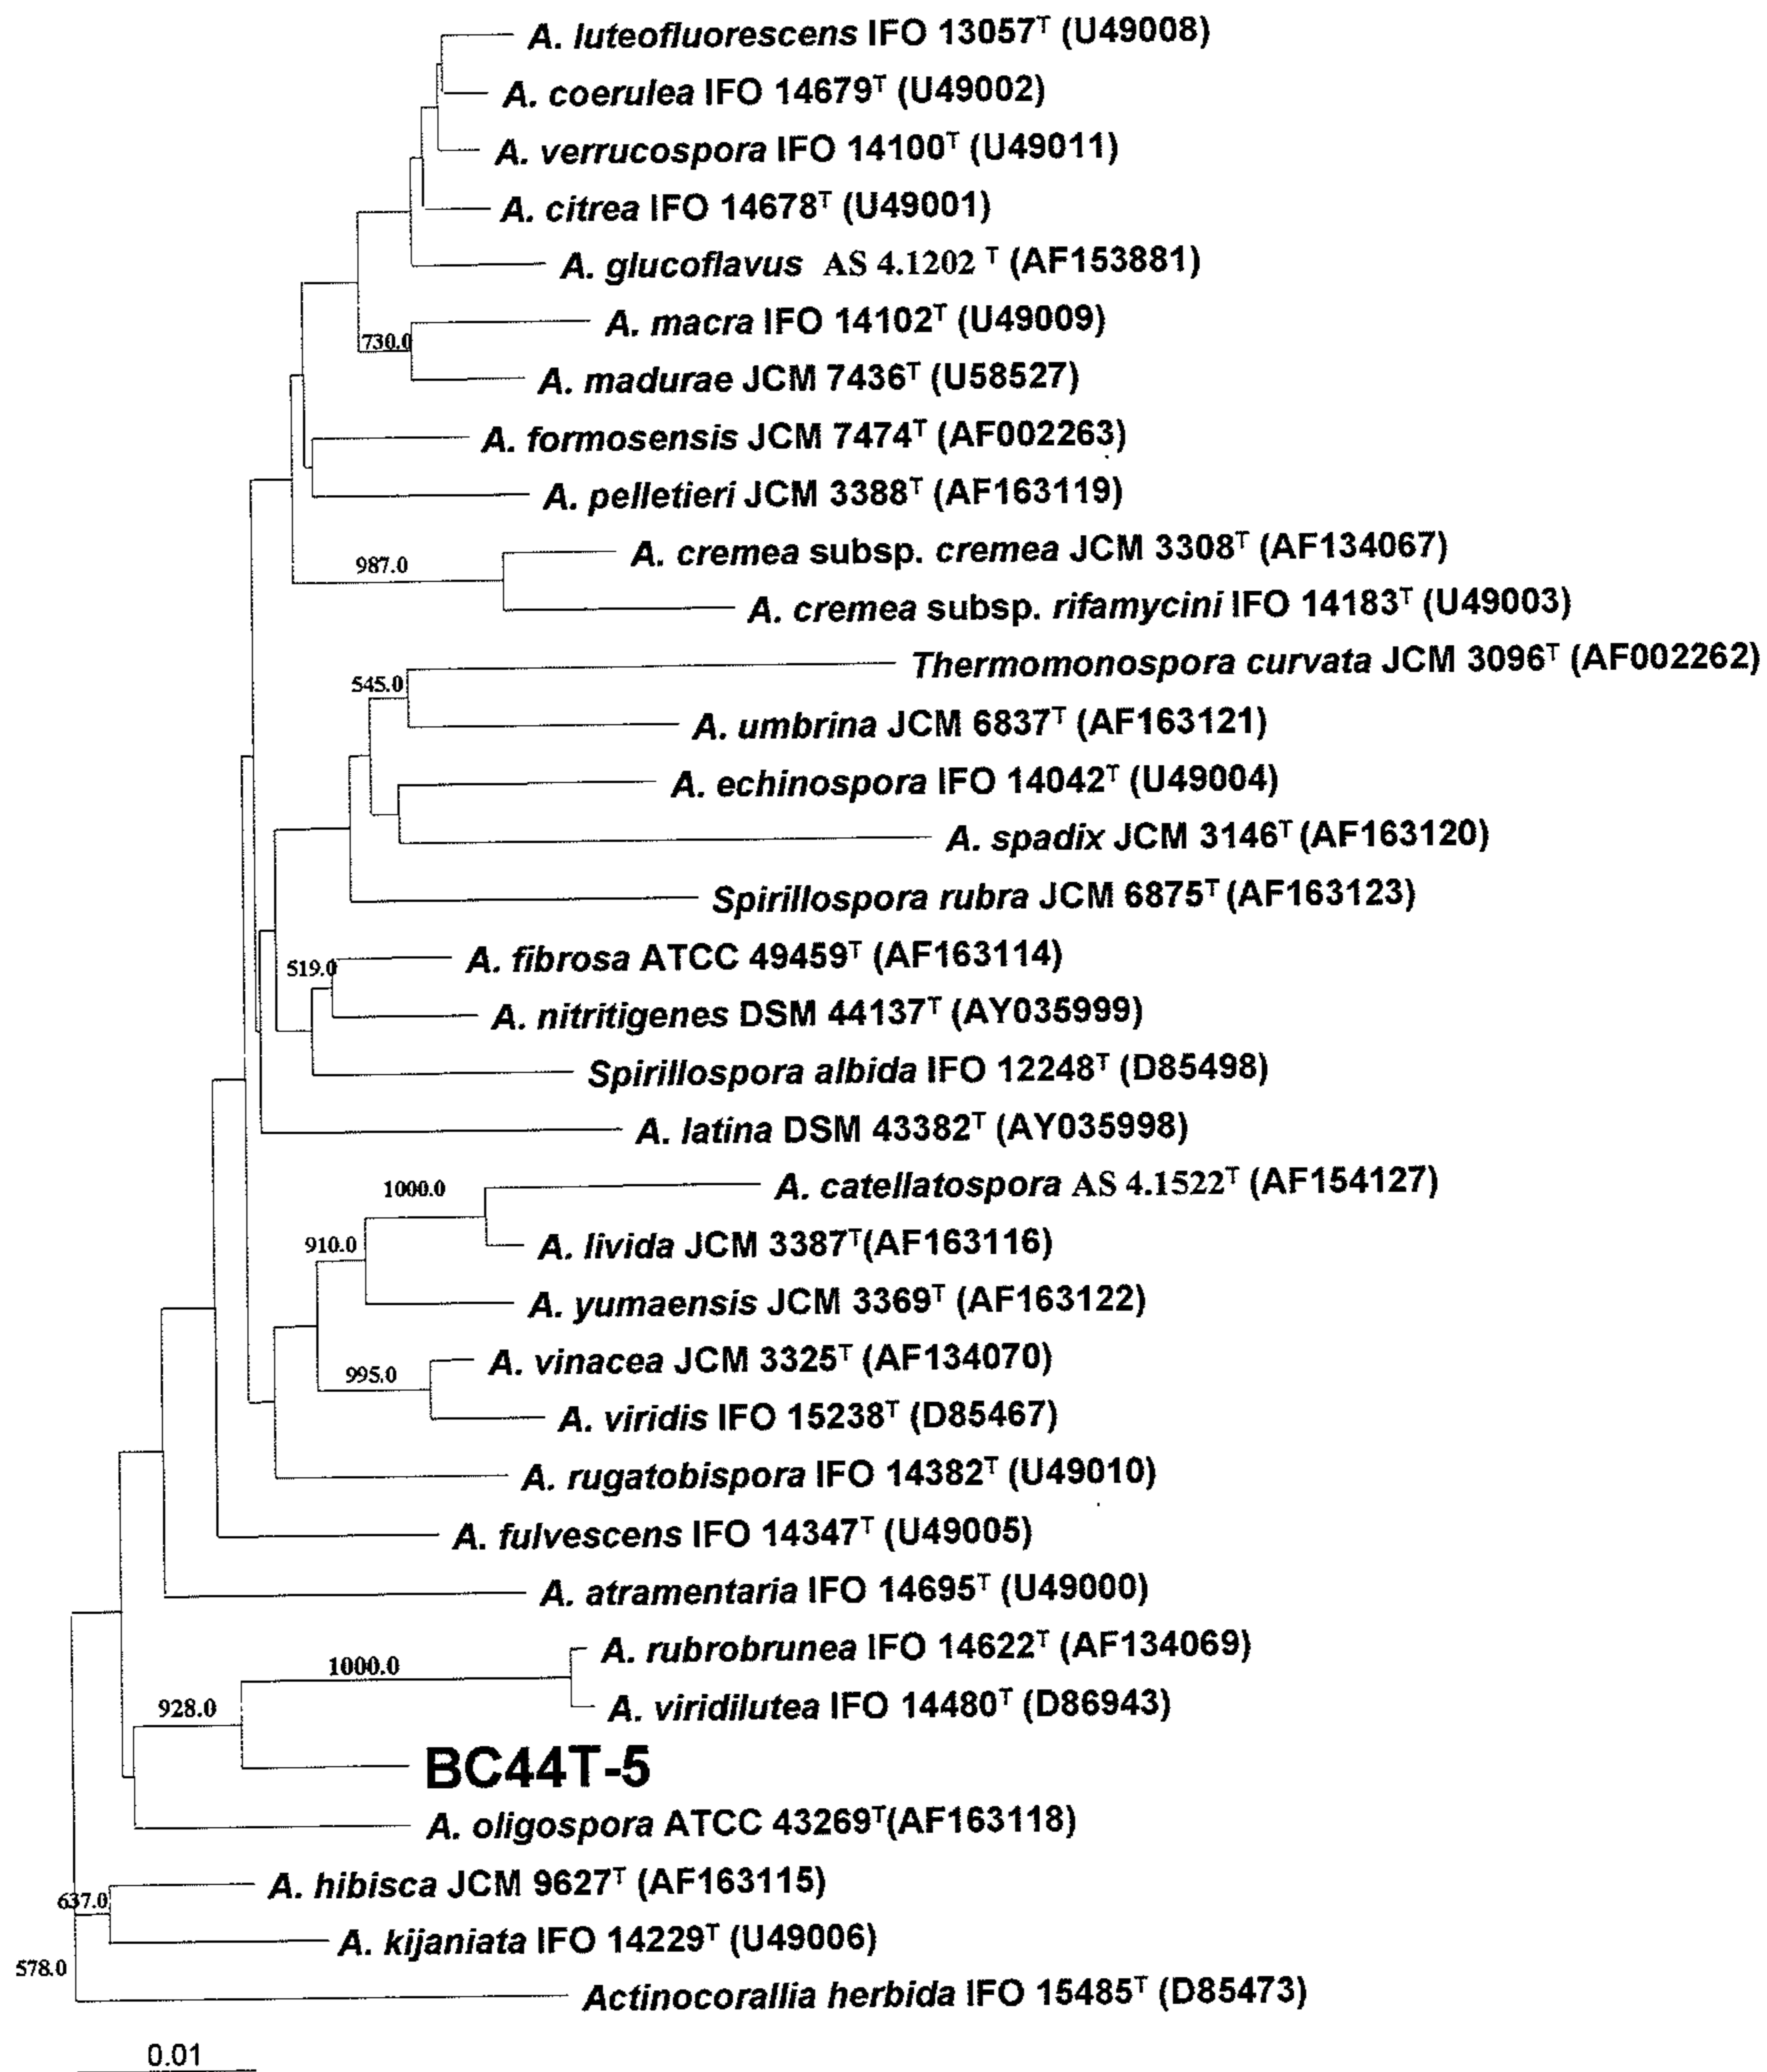 A. luteofluorescens IFO 13057ᵀ (U49008)
A. coerulea IFO 14679ᵀ (U49002)
A. verrucospora IFO 14100ᵀ (U49011)
A. citrea IFO 14678ᵀ (U49001)
A. glucoflavus AS 4.1202 ᵀ (AF153881)
A. macra IFO 14102ᵀ (U49009)
730.0
A. madurae JCM 7436ᵀ (U58527)
A. formosensis JCM 7474ᵀ (AF002263)
A. pelletieri JCM 3388ᵀ (AF163119)
A. cremea subsp. cremea JCM 3308ᵀ (AF134067)
987.0
A. cremea subsp. rifamycini IFO 14183ᵀ (U49003)
Thermomonospora curvata JCM 3096ᵀ (AF002262)
545.0
A. umbrina JCM 6837ᵀ (AF163121)
A. echinospora IFO 14042ᵀ (U49004)
A. spadix JCM 3146ᵀ (AF163120)
Spirillospora rubra JCM 6875ᵀ (AF163123)
A. fibrosa ATCC 49459ᵀ (AF163114)
519.0
A. nitritigenes DSM 44137ᵀ (AY035999)
Spirillospora albida IFO 12248ᵀ (D85498)
A. latina DSM 43382ᵀ (AY035998)
A. catellatospora AS 4.1522ᵀ (AF154127)
1000.0
A. livida JCM 3387ᵀ(AF163116)
910.0
A. yumaensis JCM 3369ᵀ (AF163122)
A. vinacea JCM 3325ᵀ (AF134070)
995.0
A. viridis IFO 15238ᵀ (D85467)
A. rugatobispora IFO 14382ᵀ (U49010)
A. fulvescens IFO 14347ᵀ (U49005)
A. atramentaria IFO 14695ᵀ (U49000)
A. rubrobrunea IFO 14622ᵀ (AF134069)
1000.0
A. viridilutea IFO 14480ᵀ (D86943)
928.0
BC44T-5
A. oligospora ATCC 43269ᵀ(AF163118)
A. hibisca JCM 9627ᵀ (AF163115)
637.0
A. kijaniata IFO 14229ᵀ (U49006)
578.0
Actinocorallia herbida IFO 15485ᵀ (D85473)
0.01